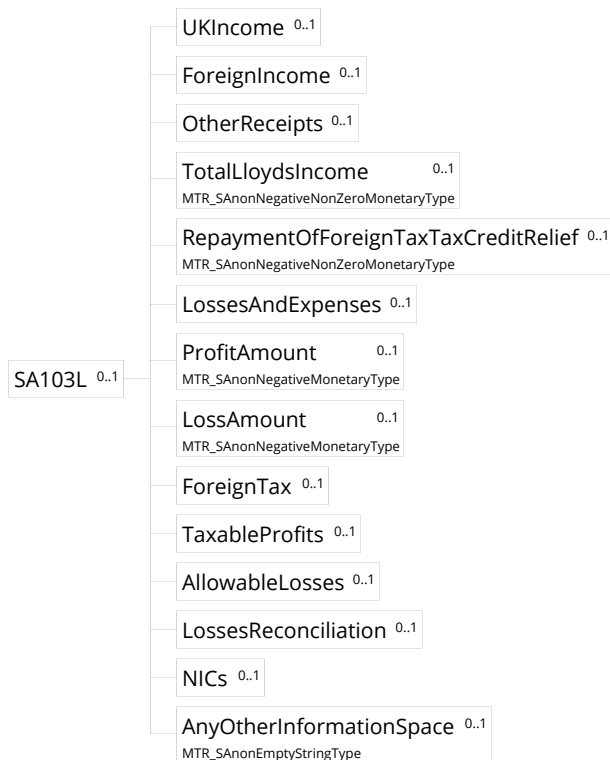 UKIncome 0..1
ForeignIncome 0..1
OtherReceipts 0..1
TotalLloydsIncome 0..1
MTR_SAnonNegativeNonZeroMonetaryType
RepaymentOfForeignTaxTaxCreditRelief 0..1
MTR_SAnonNegativeNonZeroMonetaryType
LossesAndExpenses 0..1
ProfitAmount 0..1
MTR_SAnonNegativeMonetaryType
SA103L 0..1
LossAmount 0..1
MTR_SAnonNegativeMonetaryType
ForeignTax 0..1
TaxableProfits 0..1
AllowableLosses 0..1
LossesReconciliation 0..1
NICs 0..1
AnyOtherInformationSpace 0..1
MTR_SAnonEmptyStringType